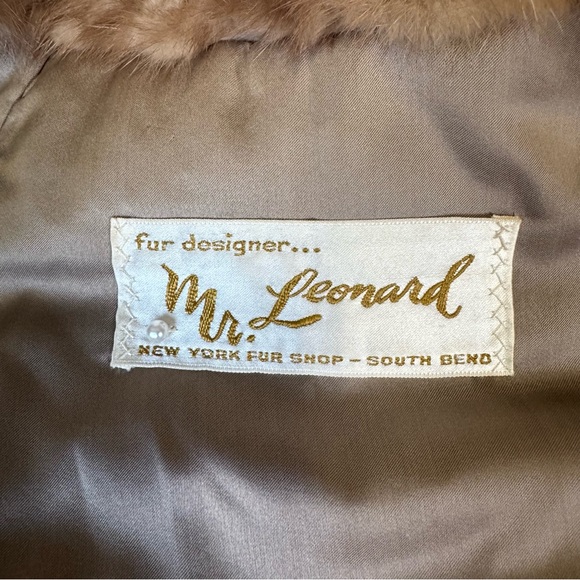 fur designer...
Mr. Leonard
NEW YORK FUR SHOP – SOUTH BEND